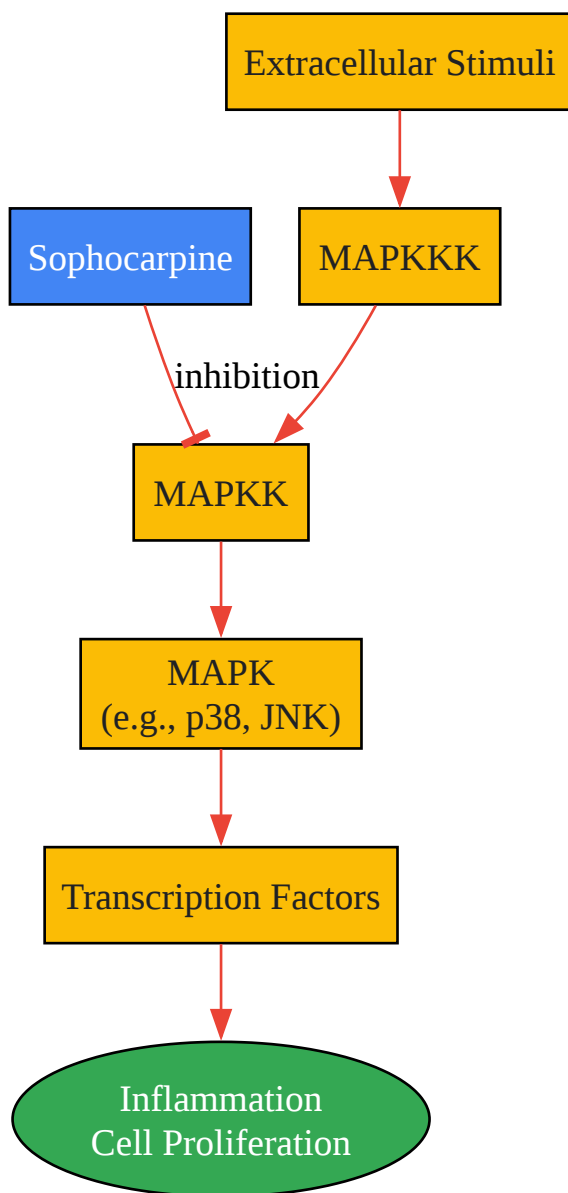 Extracellular Stimuli
Sophocarpine
MAPKKK
inhibition
MAPKK
MAPK
(e.g., p38, JNK)
Transcription Factors
Inflammation
Cell Proliferation